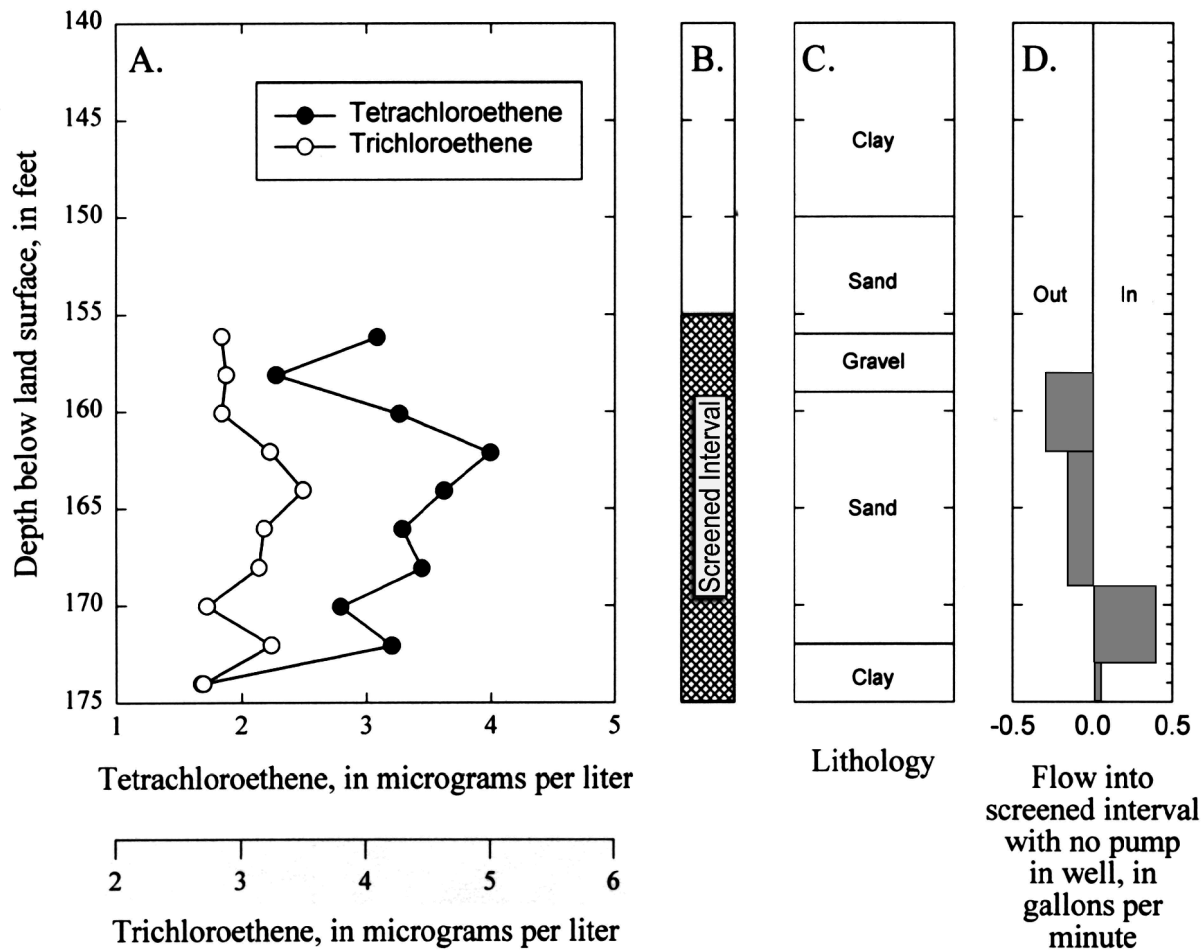 A.
B.
C.
D.
Tetrachloroethene
Trichloroethene
Depth below land surface, in feet
140
145
150
155
160
165
170
175
1 2 3 4 5
Tetrachloroethene, in micrograms per liter
2 3 4 5 6
Trichloroethene, in micrograms per liter
Screened Interval
Clay
Sand
Gravel
Sand
Clay
Lithology
Out In
-0.5 0.0 0.5
Flow into
screened interval
with no pump
in well, in
gallons per
minute